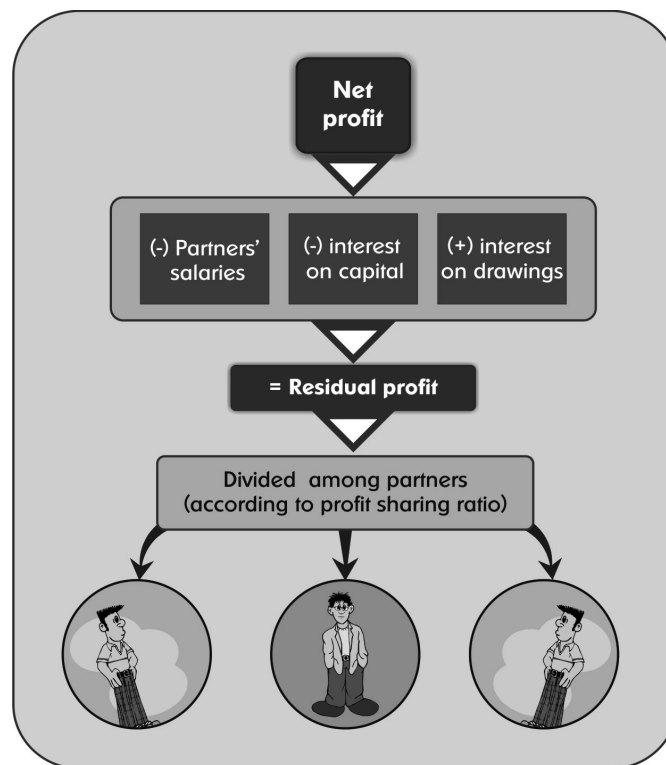 Net
profit
(-) Partners'
salaries
(-) interest
on capital
(+) interest
on drawings
= Residual profit
Divided among partners
(according to profit sharing ratio)